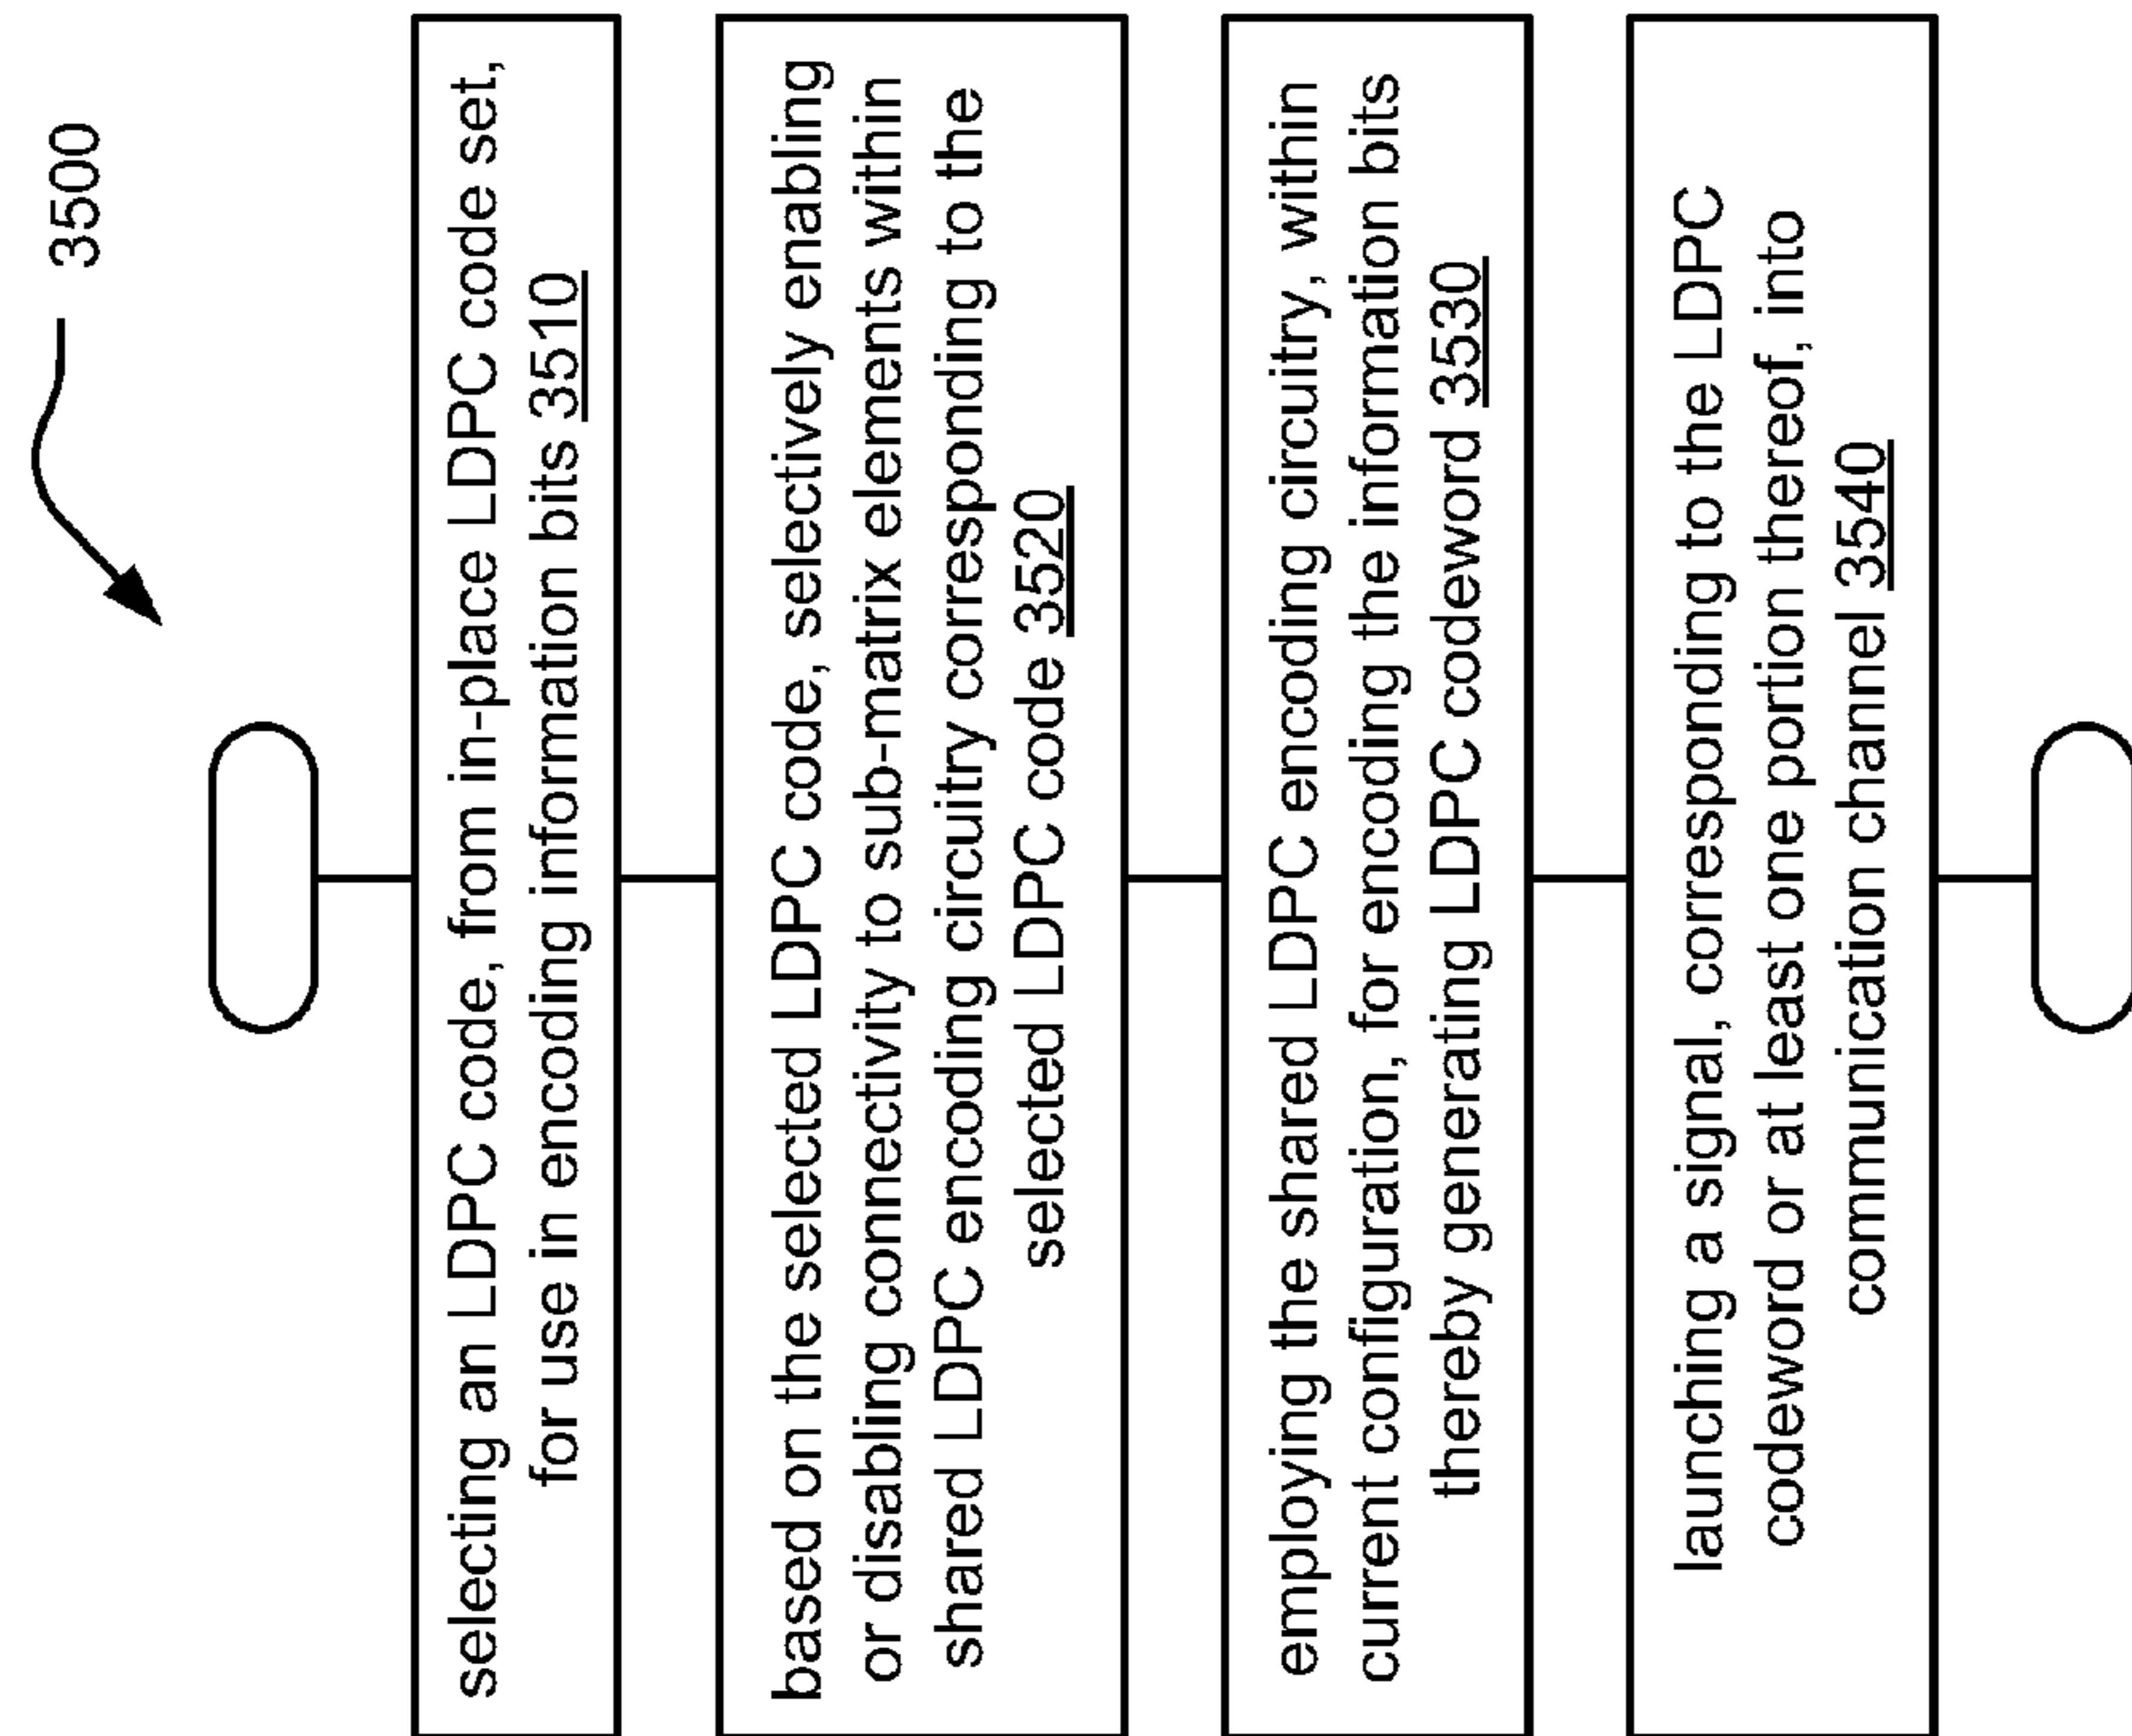 3500
selecting an LDPC code, from in-place LDPC code set,
for use in encoding information bits 3510
based on the selected LDPC code, selectively enabling
or disabling connectivity to sub-matrix elements within
shared LDPC encoding circuitry corresponding to the
selected LDPC code 3520
employing the shared LDPC encoding circuitry, within
current configuration, for encoding the information bits
thereby generating LDPC codeword 3530
launching a signal, corresponding to the LDPC
codeword or at least one portion thereof, into
communication channel 3540